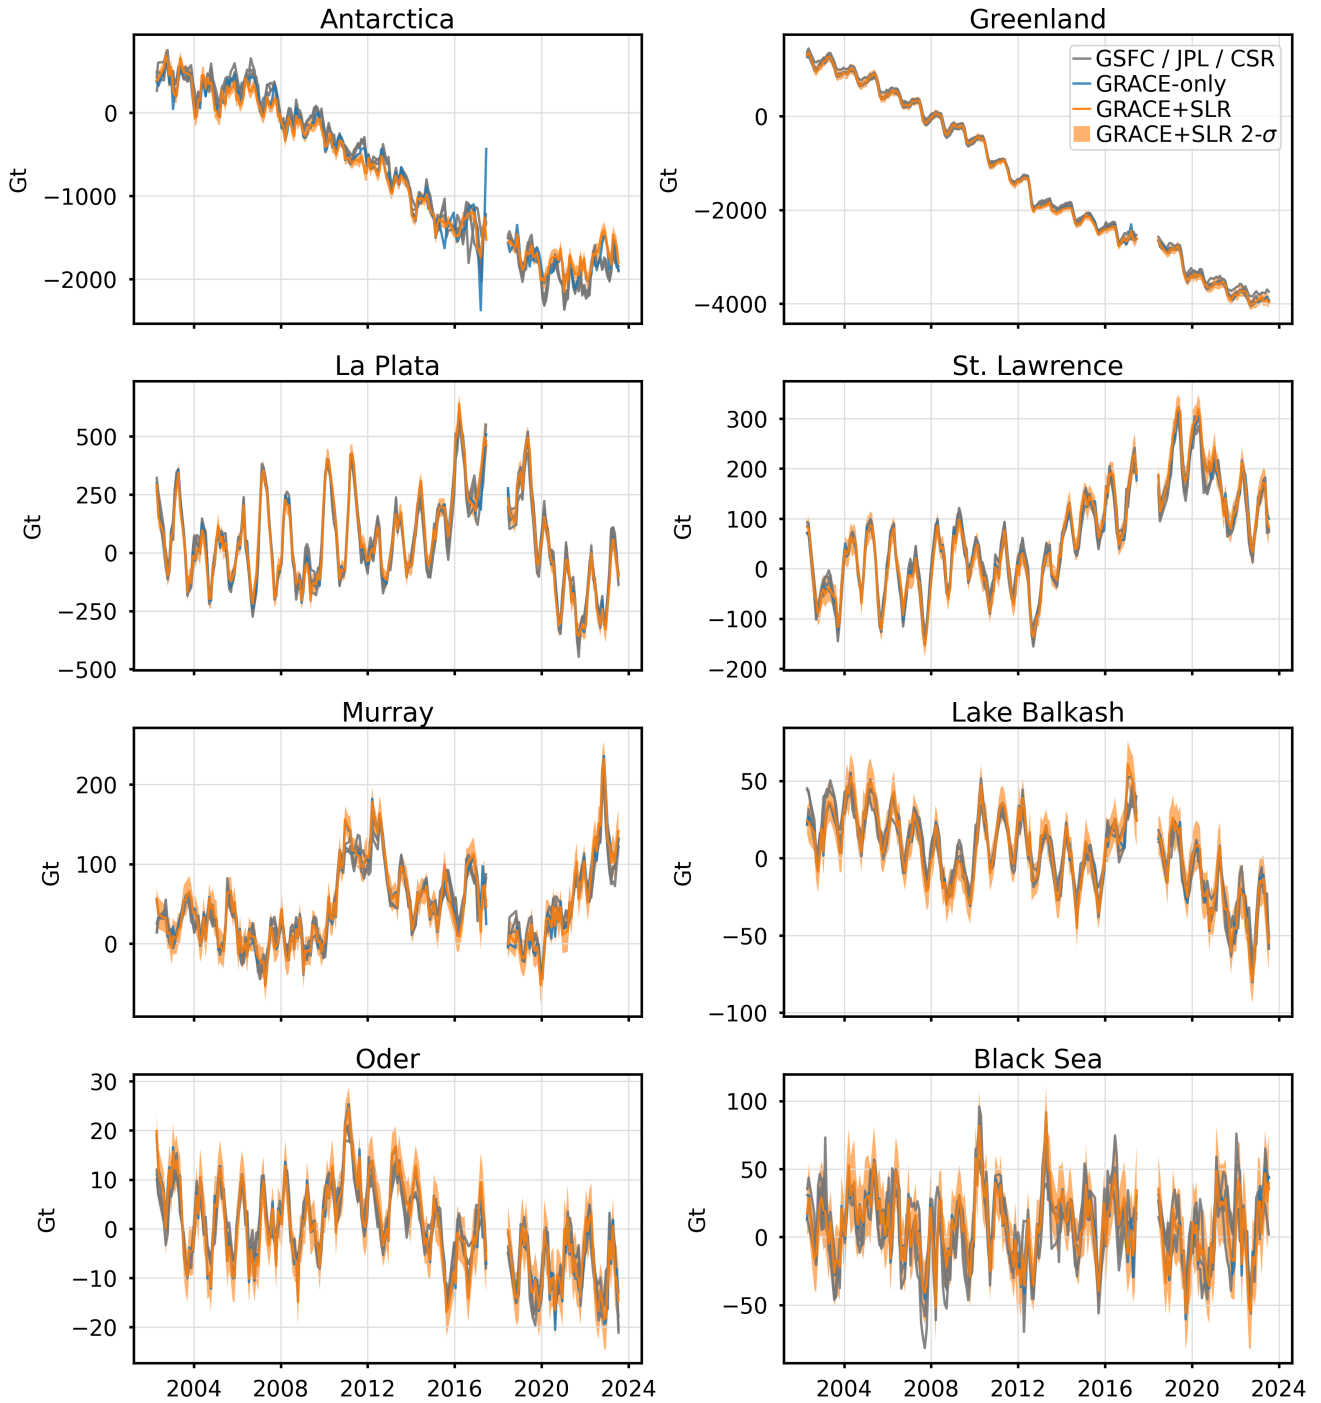 Antarctica
Greenland
Gt
0
−1000
−2000
Gt
0
−2000
−4000
GSFC / JPL / CSR
GRACE-only
GRACE+SLR
GRACE+SLR 2-σ
La Plata
St. Lawrence
Gt
500
250
0
−250
−500
Gt
300
200
100
0
−100
−200
Murray
Lake Balkash
Gt
200
100
0
Gt
50
0
−50
−100
Oder
Black Sea
Gt
30
20
10
0
−10
−20
Gt
100
50
0
−50
2004 2008 2012 2016 2020 2024
2004 2008 2012 2016 2020 2024